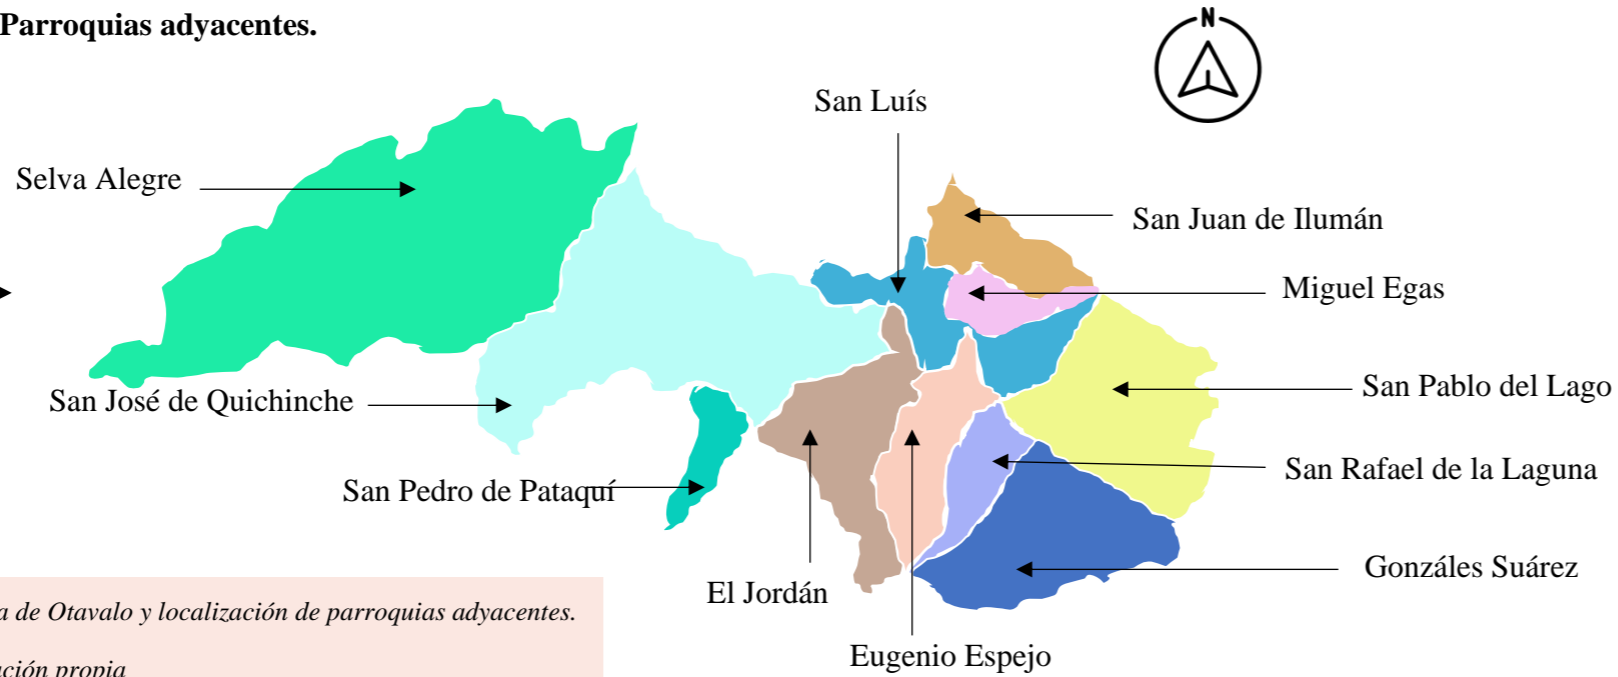 Parroquias adyacentes.
N
San Luís
Selva Alegre
San Juan de Ilumán
Miguel Egas
San José de Quichinche
San Pablo del Lago
San Rafael de la Laguna
San Pedro de Pataquí
Gonzáles Suárez
El Jordán
de Otavalo y localización de parroquias adyacentes.
Eugenio Espejo
propia